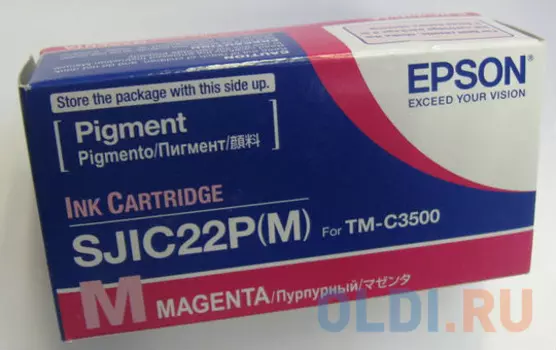 Store the package with this side up.
EPSON®
EXCEED YOUR VISION
Pigment
Pigmento/Пигмент/顔料
INK CARTRIDGE
SJIC22P(M) For TM-C3500
M MAGENTA/Пурпурный/マゼンタ
OLDI.RU